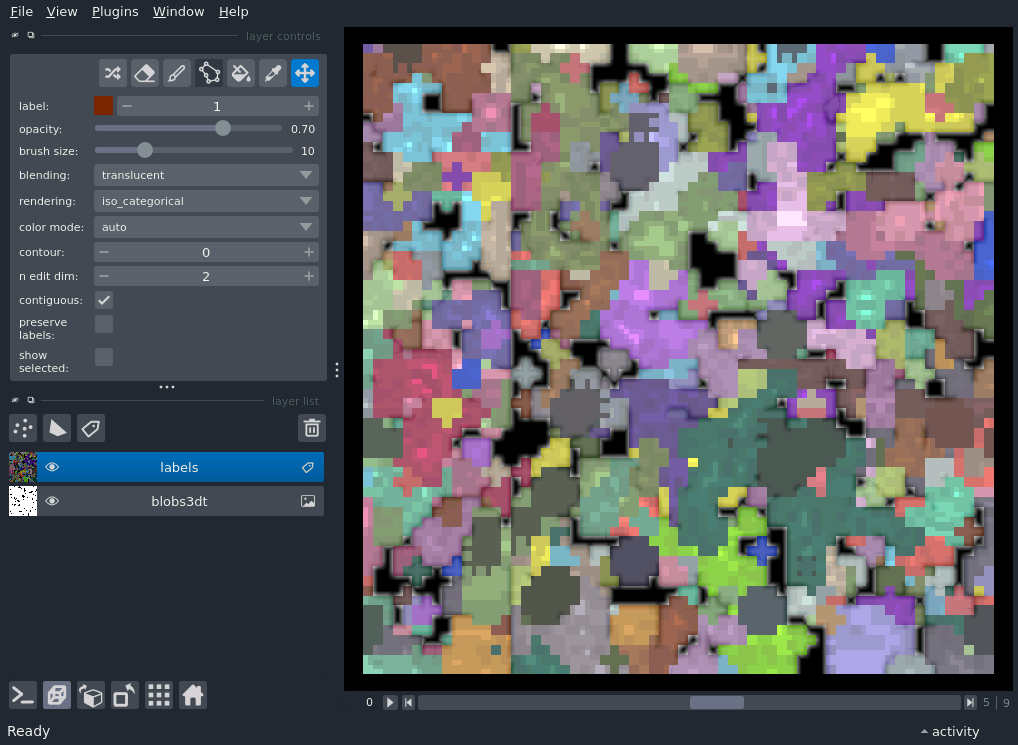 File View Plugins Window Help
layer controls
label: 1
opacity: 0.70
brush size: 10
blending: translucent
rendering: iso_categorical
color mode: auto
contour: 0
n edit dim: 2
contiguous:
preserve
labels:
show
selected:
layer list
labels
blobs3dt
0 5 9
Ready activity